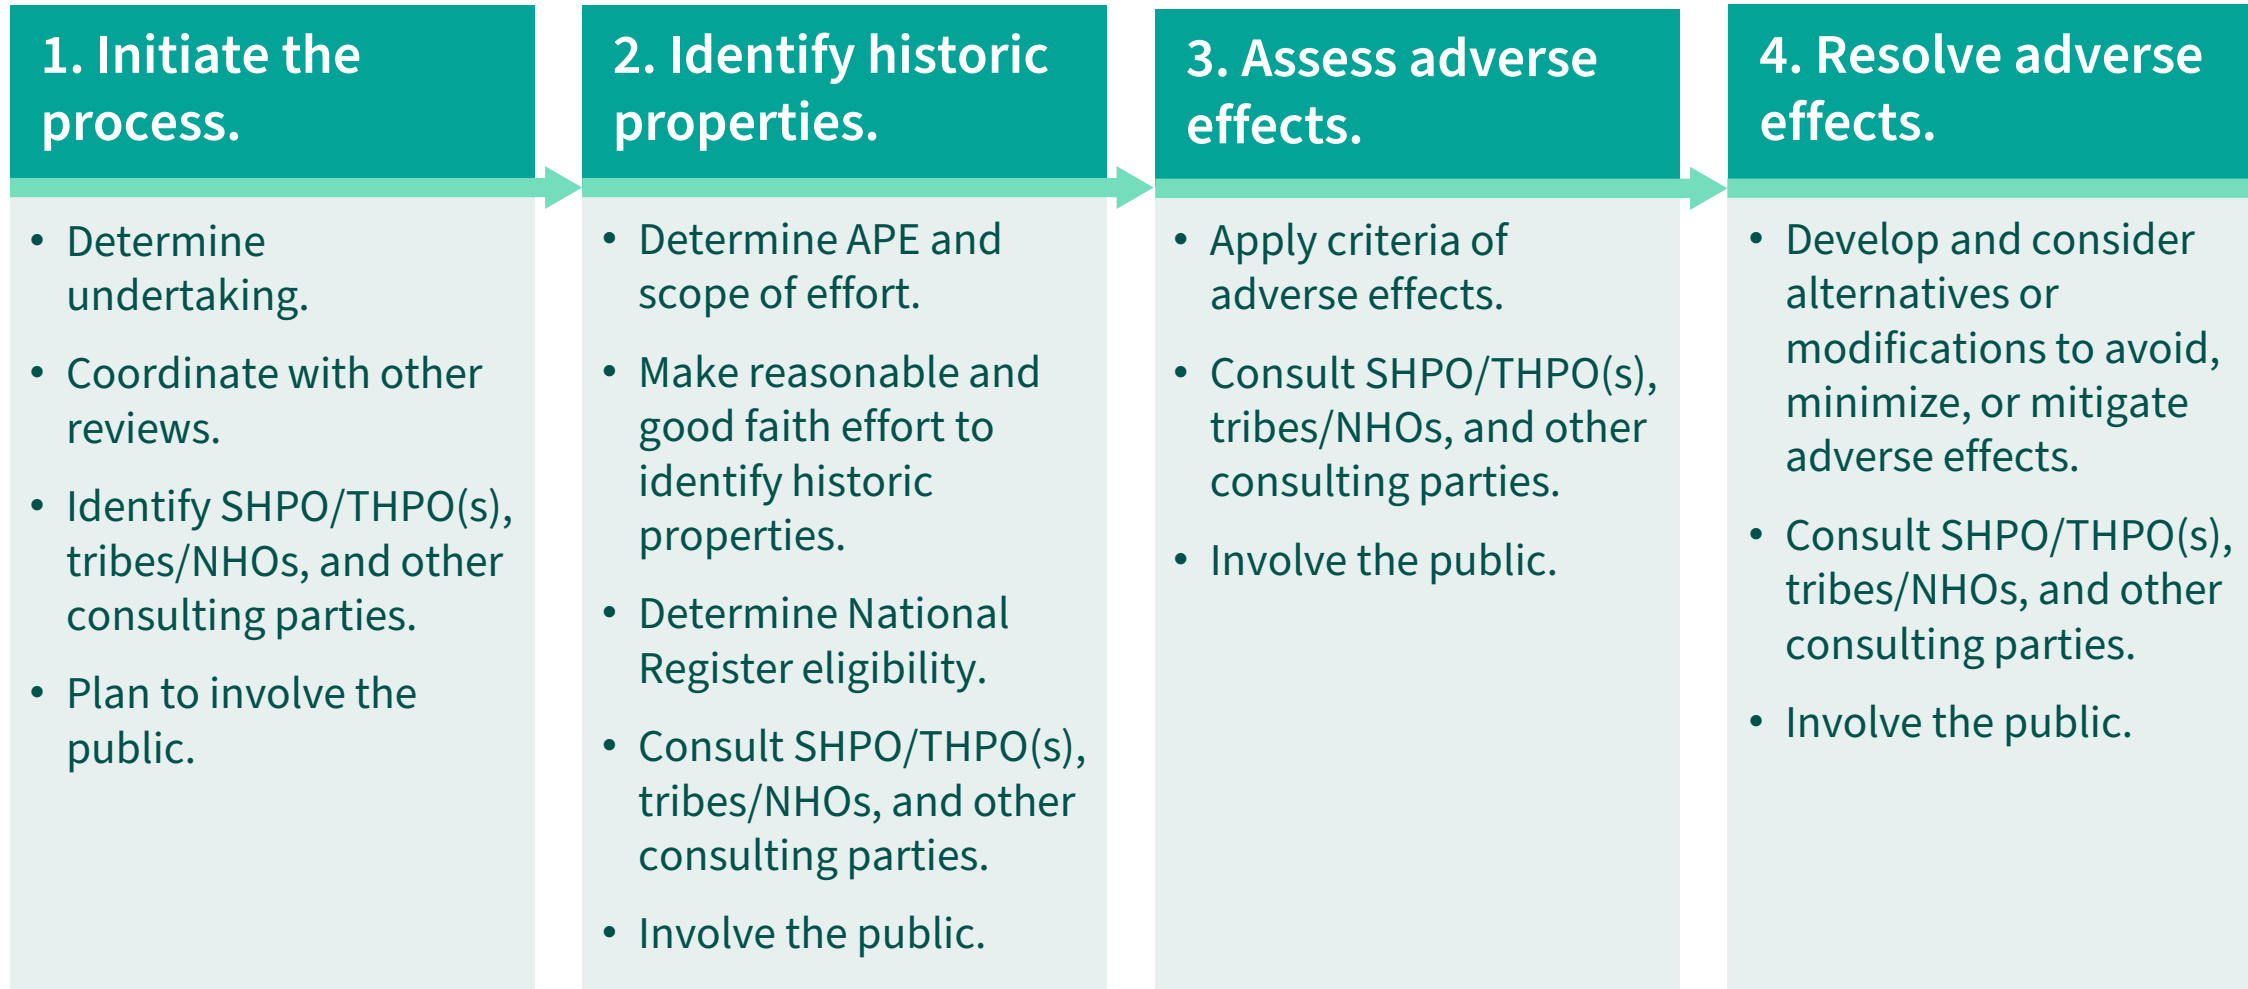 1. Initiate the
process.
• Determine
undertaking.
• Coordinate with other
reviews.
• Identify SHPO/THPO(s),
tribes/NHOs, and other
consulting parties.
• Plan to involve the
public.
2. Identify historic
properties.
• Determine APE and
scope of effort.
• Make reasonable and
good faith effort to
identify historic
properties.
• Determine National
Register eligibility.
• Consult SHPO/THPO(s),
tribes/NHOs, and other
consulting parties.
• Involve the public.
3. Assess adverse
effects.
• Apply criteria of
adverse effects.
• Consult SHPO/THPO(s),
tribes/NHOs, and other
consulting parties.
• Involve the public.
4. Resolve adverse
effects.
• Develop and consider
alternatives or
modifications to avoid,
minimize, or mitigate
adverse effects.
• Consult SHPO/THPO(s),
tribes/NHOs, and other
consulting parties.
• Involve the public.